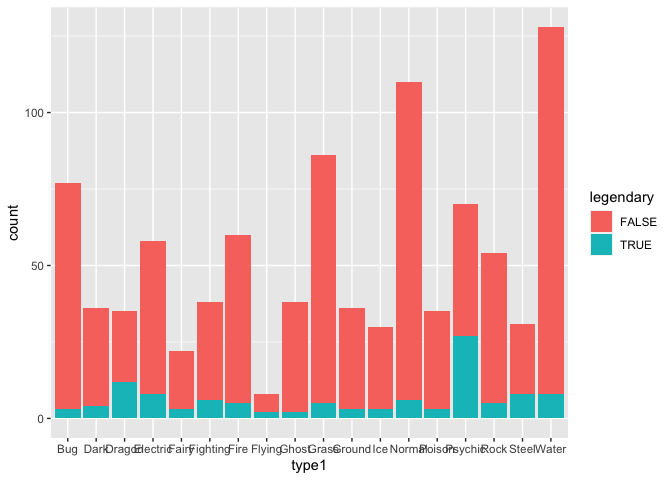 100
50
0
count
Bug Dark Dragon Electric Fairy Fighting Fire Flying Ghost Grass Ground Ice Normal Poison Psychic Rock Steel Water
type1
legendary
FALSE
TRUE